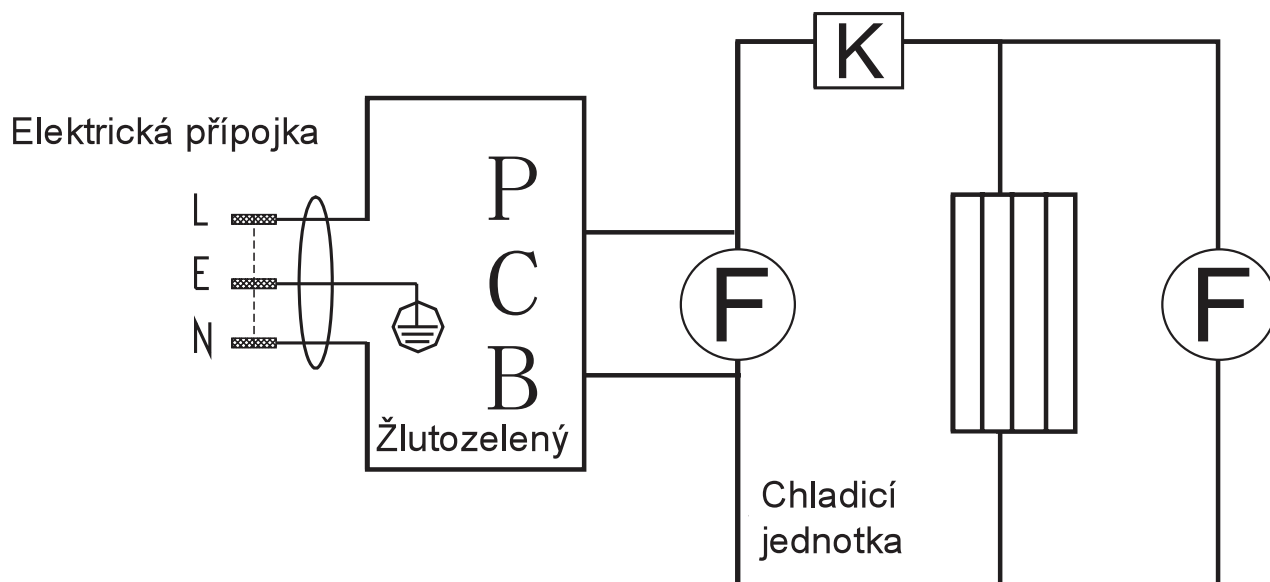 K
Elektrická přípojka
L
E
N
P
C
B
Žlutozelený
F
F
Chladicí
jednotka